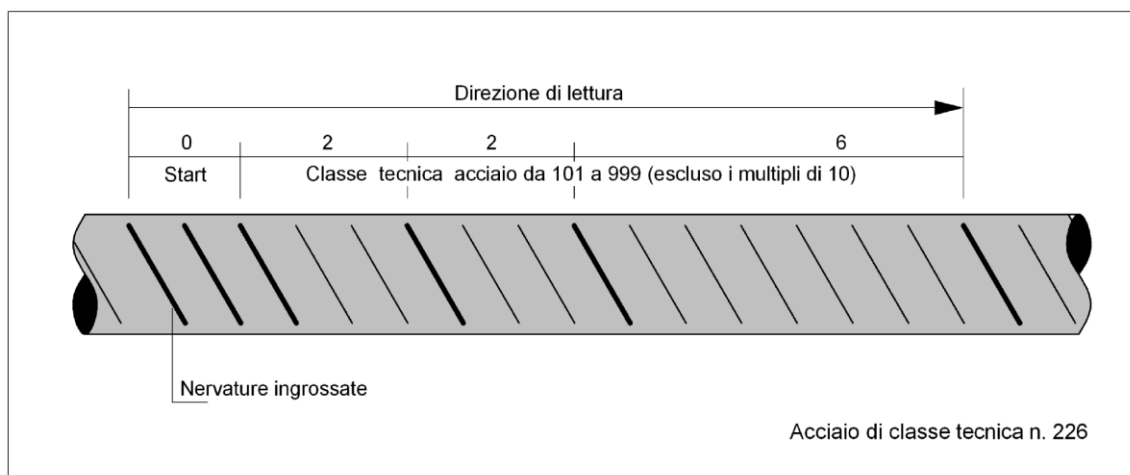 Direzione di lettura
0 2 2 6
Start Classe tecnica acciaio da 101 a 999 (escluso i multipli di 10)
Nervature ingrossate
Acciaio di classe tecnica n. 226